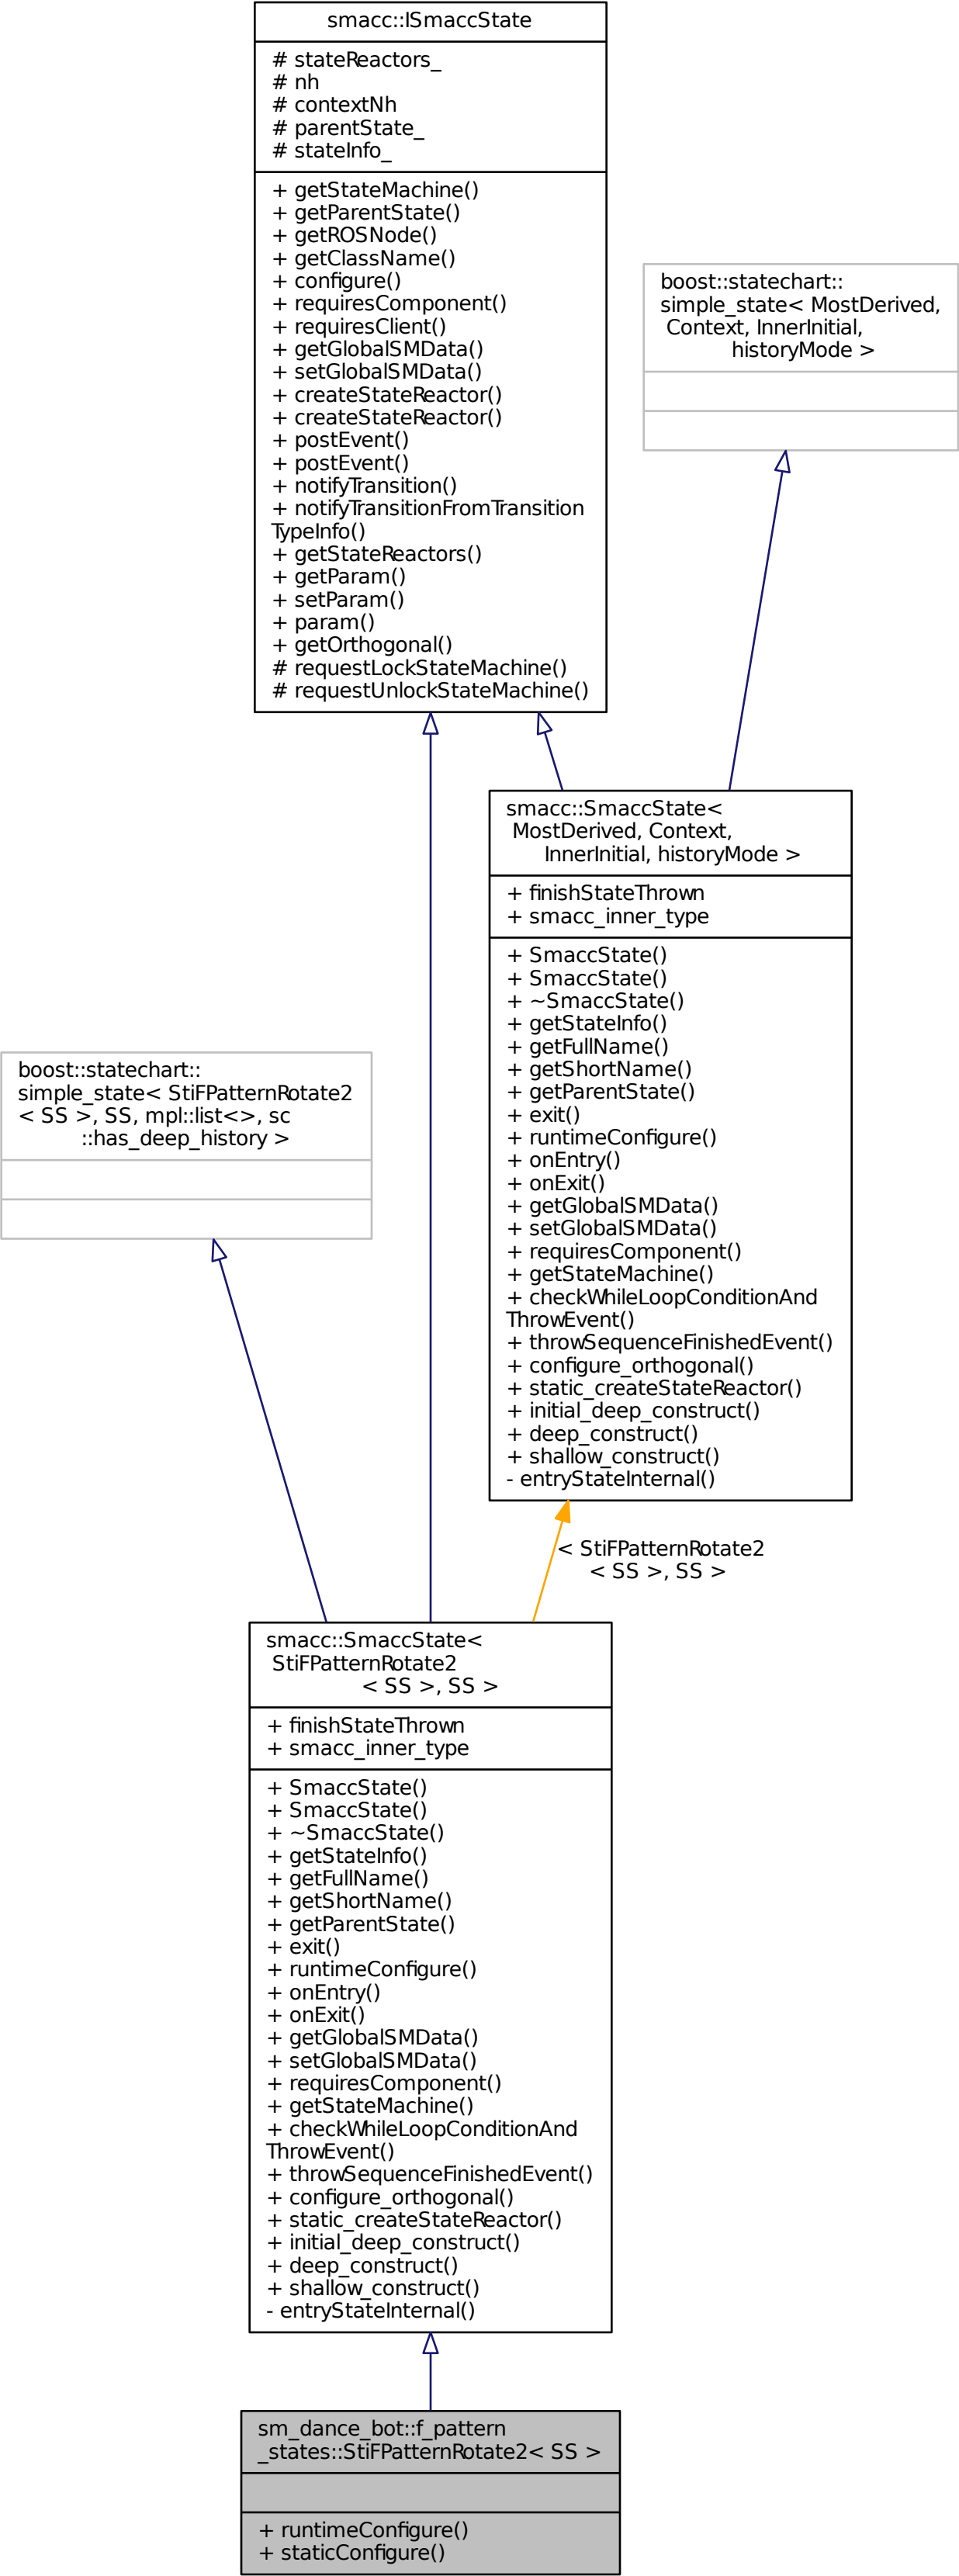 smacc::ISmaccState
# stateReactors_
# nh
# contextNh
# parentState_
# stateInfo_
+ getStateMachine()
+ getParentState()
+ getROSNode()
+ getClassName()
+ configure()
+ requiresComponent()
+ requiresClient()
+ getGlobalSMData()
+ setGlobalSMData()
+ createStateReactor()
+ createStateReactor()
+ postEvent()
+ postEvent()
+ notifyTransition()
+ notifyTransitionFromTransition
TypeInfo()
+ getStateReactors()
+ getParam()
+ setParam()
+ param()
+ getOrthogonal()
# requestLockStateMachine()
# requestUnlockStateMachine()
boost::statechart::
simple_state< MostDerived,
Context, InnerInitial,
historyMode >
smacc::SmaccState<
MostDerived, Context,
InnerInitial, historyMode >
+ finishStateThrown
+ smacc_inner_type
+ SmaccState()
+ SmaccState()
+ ~SmaccState()
+ getStateInfo()
+ getFullName()
+ getShortName()
+ getParentState()
+ exit()
+ runtimeConfigure()
+ onEntry()
+ onExit()
+ getGlobalSMData()
+ setGlobalSMData()
+ requiresComponent()
+ getStateMachine()
+ checkWhileLoopConditionAnd
ThrowEvent()
+ throwSequenceFinishedEvent()
+ configure_orthogonal()
+ static_createStateReactor()
+ initial_deep_construct()
+ deep_construct()
+ shallow_construct()
- entryStateInternal()
boost::statechart::
simple_state< StiFPatternRotate2
< SS >, SS, mpl::list<>, sc
::has_deep_history >
< StiFPatternRotate2
< SS >, SS >
smacc::SmaccState<
StiFPatternRotate2
< SS >, SS >
+ finishStateThrown
+ smacc_inner_type
+ SmaccState()
+ SmaccState()
+ ~SmaccState()
+ getStateInfo()
+ getFullName()
+ getShortName()
+ getParentState()
+ exit()
+ runtimeConfigure()
+ onEntry()
+ onExit()
+ getGlobalSMData()
+ setGlobalSMData()
+ requiresComponent()
+ getStateMachine()
+ checkWhileLoopConditionAnd
ThrowEvent()
+ throwSequenceFinishedEvent()
+ configure_orthogonal()
+ static_createStateReactor()
+ initial_deep_construct()
+ deep_construct()
+ shallow_construct()
- entryStateInternal()
sm_dance_bot::f_pattern
_states::StiFPatternRotate2< SS >
+ runtimeConfigure()
+ staticConfigure()